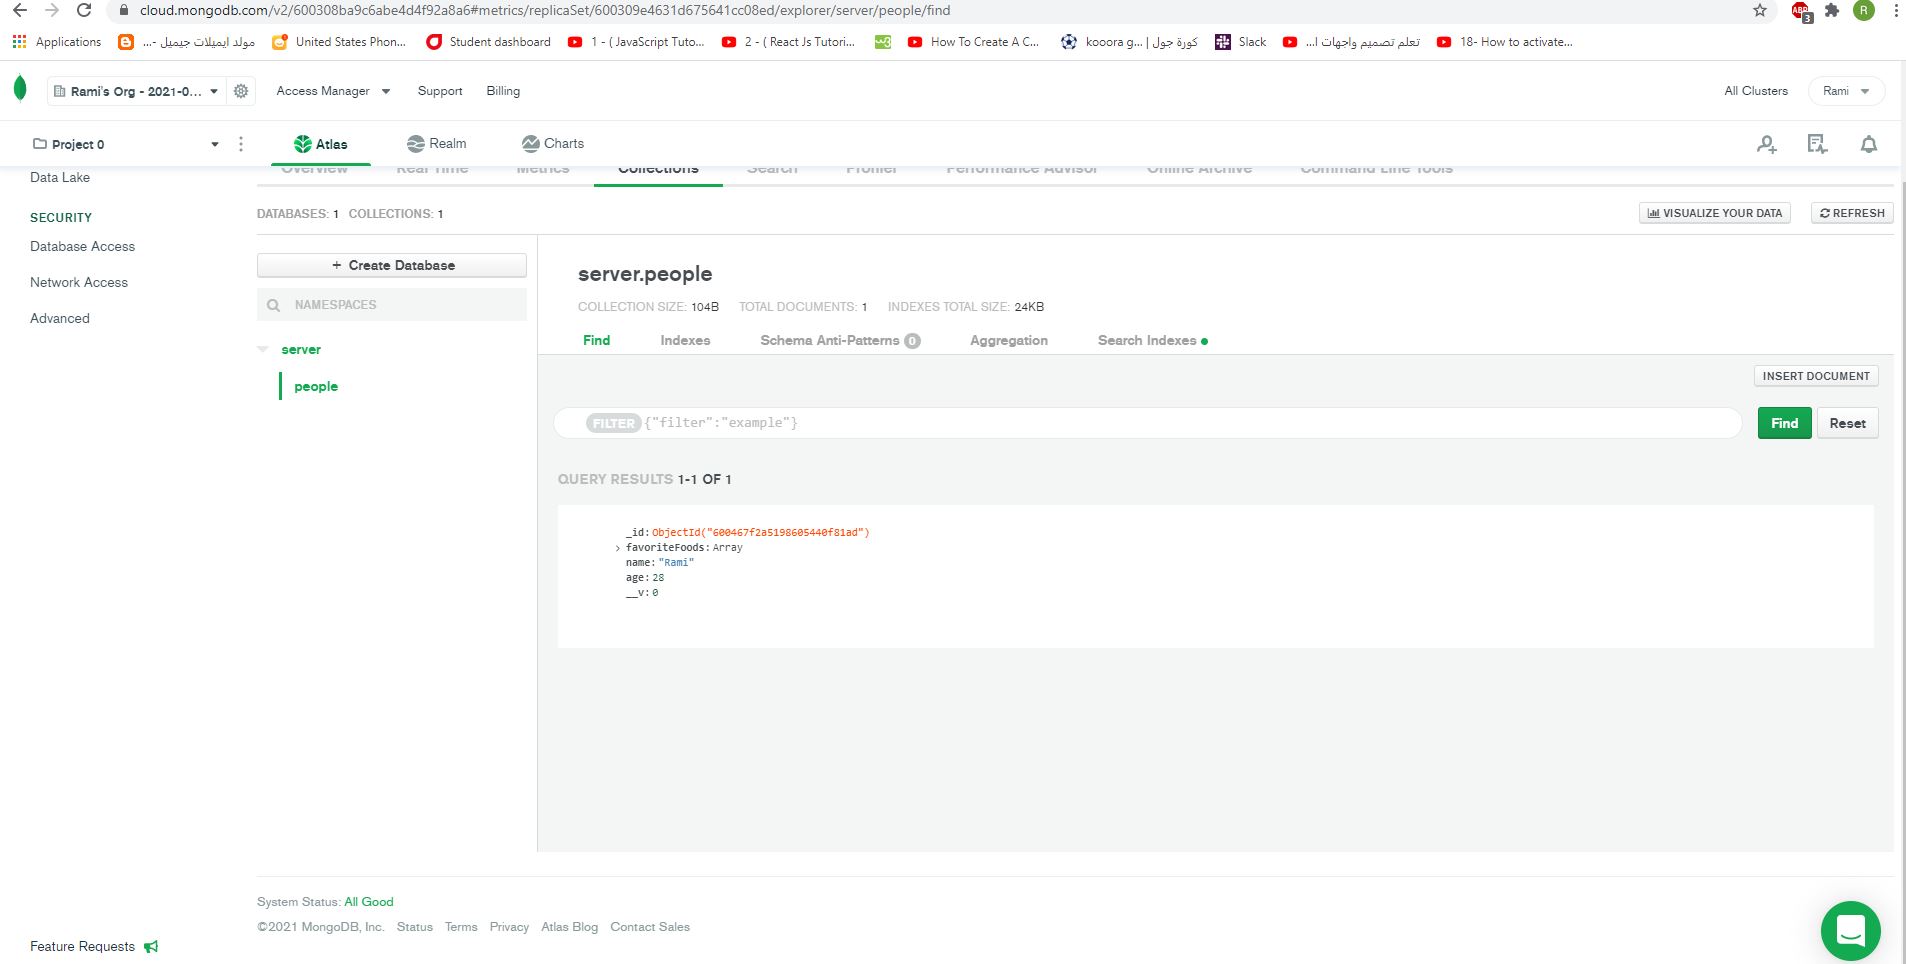 cloud.mongodb.com/v2/600308ba9c6abe4d4f92a8a6#metrics/replicaSet/600309e4631d675641cc08ed/explorer/server/people/find
ABP 3 R
Applications مولد ايميلات جيميل -... United States Phon... Student dashboard 1 - ( JavaScript Tuto... 2 - ( React Js Tutori... w3 How To Create A C... كورة جول | kooora g... Slack تعلم تصميم واجهات ا... 18- How to activate...
Rami's Org - 2021-0... Access Manager Support Billing All Clusters Rami
Project 0 Atlas Realm Charts
Data Lake Overview Real Time Metrics Collections Search Profiler Performance Advisor Online Archive Command Line Tools
SECURITY
Database Access
Network Access
Advanced
DATABASES: 1 COLLECTIONS: 1 VISUALIZE YOUR DATA REFRESH
+ Create Database
NAMESPACES
server
people
server.people
COLLECTION SIZE: 104B TOTAL DOCUMENTS: 1 INDEXES TOTAL SIZE: 24KB
Find Indexes Schema Anti-Patterns 0 Aggregation Search Indexes
INSERT DOCUMENT
FILTER {"filter":"example"} Find Reset
QUERY RESULTS 1-1 OF 1
_id: ObjectId("600467f2a5198605440f81ad")
> favoriteFoods: Array
name: "Rami"
age: 28
__v: 0
System Status: All Good
©2021 MongoDB, Inc. Status Terms Privacy Atlas Blog Contact Sales
Feature Requests